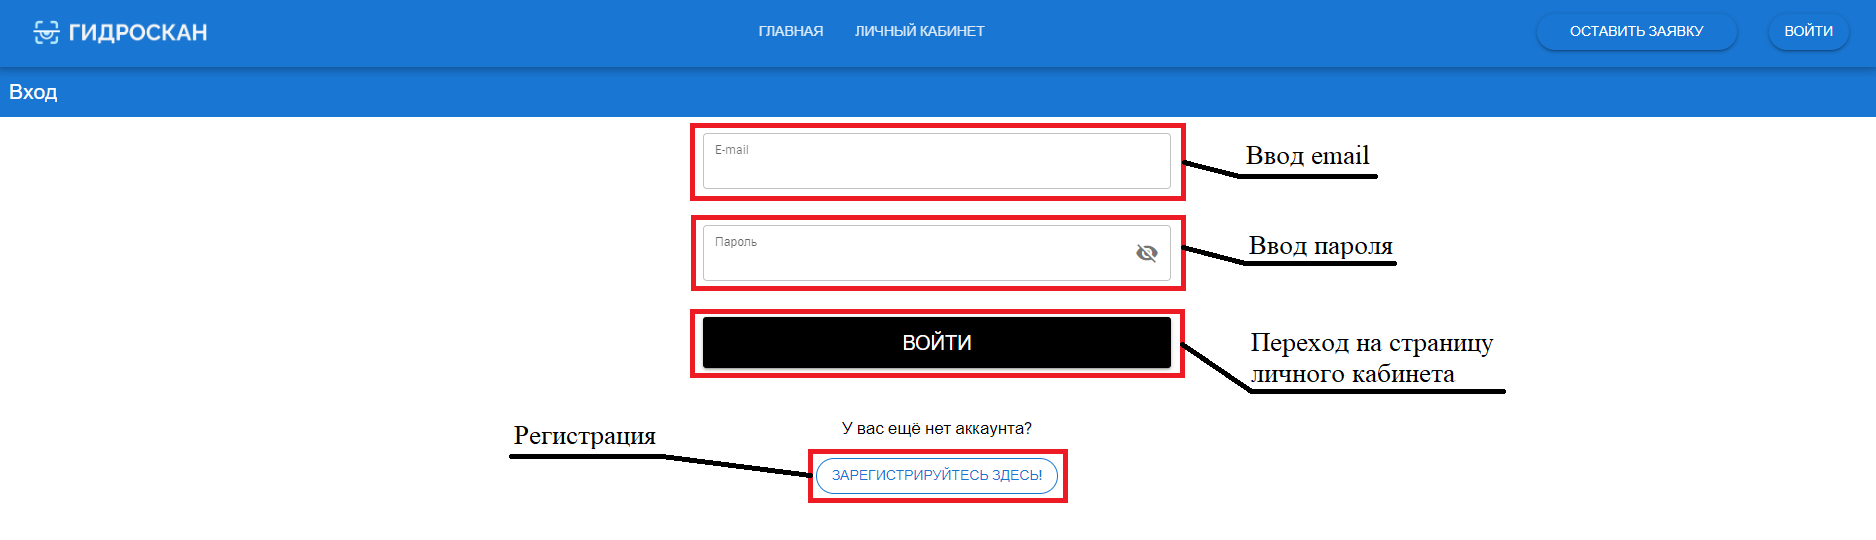 ГИДРОСКАН
ГЛАВНАЯ
ЛИЧНЫЙ КАБИНЕТ
ОСТАВИТЬ ЗАЯВКУ
ВОЙТИ
Вход
E-mail
Ввод email
Пароль
Ввод пароля
ВОЙТИ
Переход на страницу
личного кабинета
У вас ещё нет аккаунта?
Регистрация
ЗАРЕГИСТРИРУЙТЕСЬ ЗДЕСЬ!